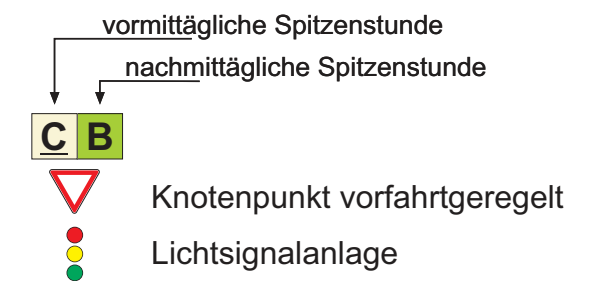 vormittägliche Spitzenstunde
nachmittägliche Spitzenstunde
C B
Knotenpunkt vorfahrtgeregelt
Lichtsignalanlage